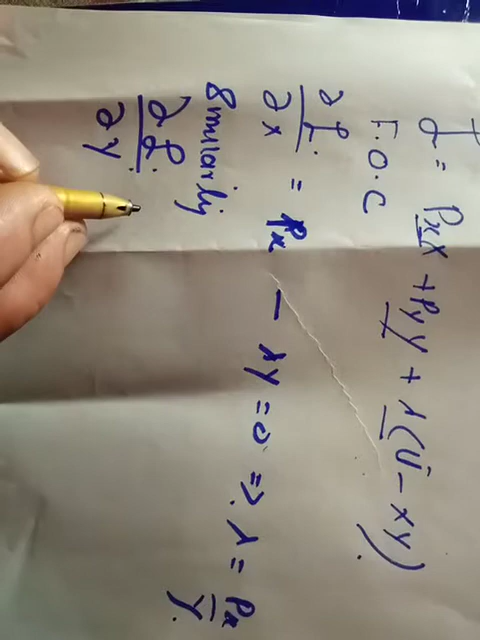 L = Pxx + Pyy + λ(Ū - xy)
F.O.C
∂L/∂x = Px - λy = 0 => λ = Px/y
Similarly
∂L/∂y